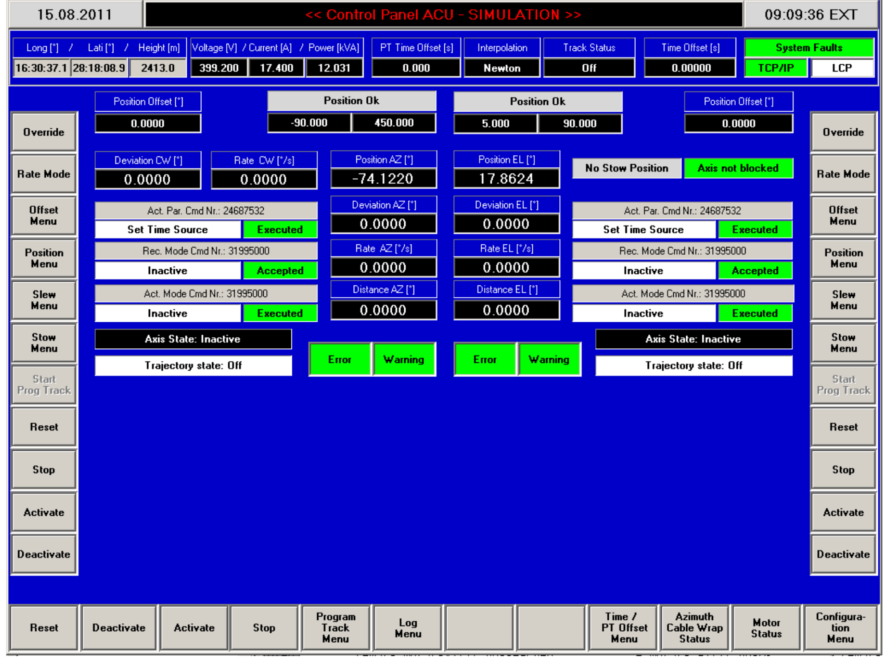 15.08.2011 << Control Panel ACU - SIMULATION >> 09:09:36 EXT
Long [°] / Lati [°] / Height [m] Voltage [V] / Current [A] / Power [kVA] PT Time Offset [s] Interpolation Track Status Time Offset [s] System Faults
16:30:37.1 28:18:08.9 2413.0 399.200 17.400 12.031 0.000 Newton Off 0.00000 TCP/IP LCP
Position Offset [°] Position Ok Position Ok Position Offset [°]
0.0000 -90.000 450.000 5.000 90.000 0.0000
Override Override
Deviation CW [°] Rate CW [°/s] Position AZ [°] Position EL [°]
Rate Mode 0.0000 0.0000 -74.1220 17.8624 No Stow Position Axis not blocked Rate Mode
Offset Menu Act. Par. Cmd Nr.: 24687532 Deviation AZ [°] Deviation EL [°] Act. Par. Cmd Nr.: 24687532 Offset Menu
Set Time Source Executed 0.0000 0.0000 Set Time Source Executed
Position Menu Rec. Mode Cmd Nr.: 31995000 Rate AZ [°/s] Rate EL [°/s] Rec. Mode Cmd Nr.: 31995000 Position Menu
Inactive Accepted 0.0000 0.0000 Inactive Accepted
Slew Menu Act. Mode Cmd Nr.: 31995000 Distance AZ [°] Distance EL [°] Act. Mode Cmd Nr.: 31995000 Slew Menu
Inactive Executed 0.0000 0.0000 Inactive Executed
Stow Menu Axis State: Inactive Axis State: Inactive Stow Menu
Trajectory state: Off Error Warning Error Warning Trajectory state: Off
Start Prog Track Start Prog Track
Reset Reset
Stop Stop
Activate Activate
Deactivate Deactivate
Reset Deactivate Activate Stop Program Track Menu Log Menu Time / PT Offset Menu Azimuth Cable Wrap Status Motor Status Configura-tion Menu